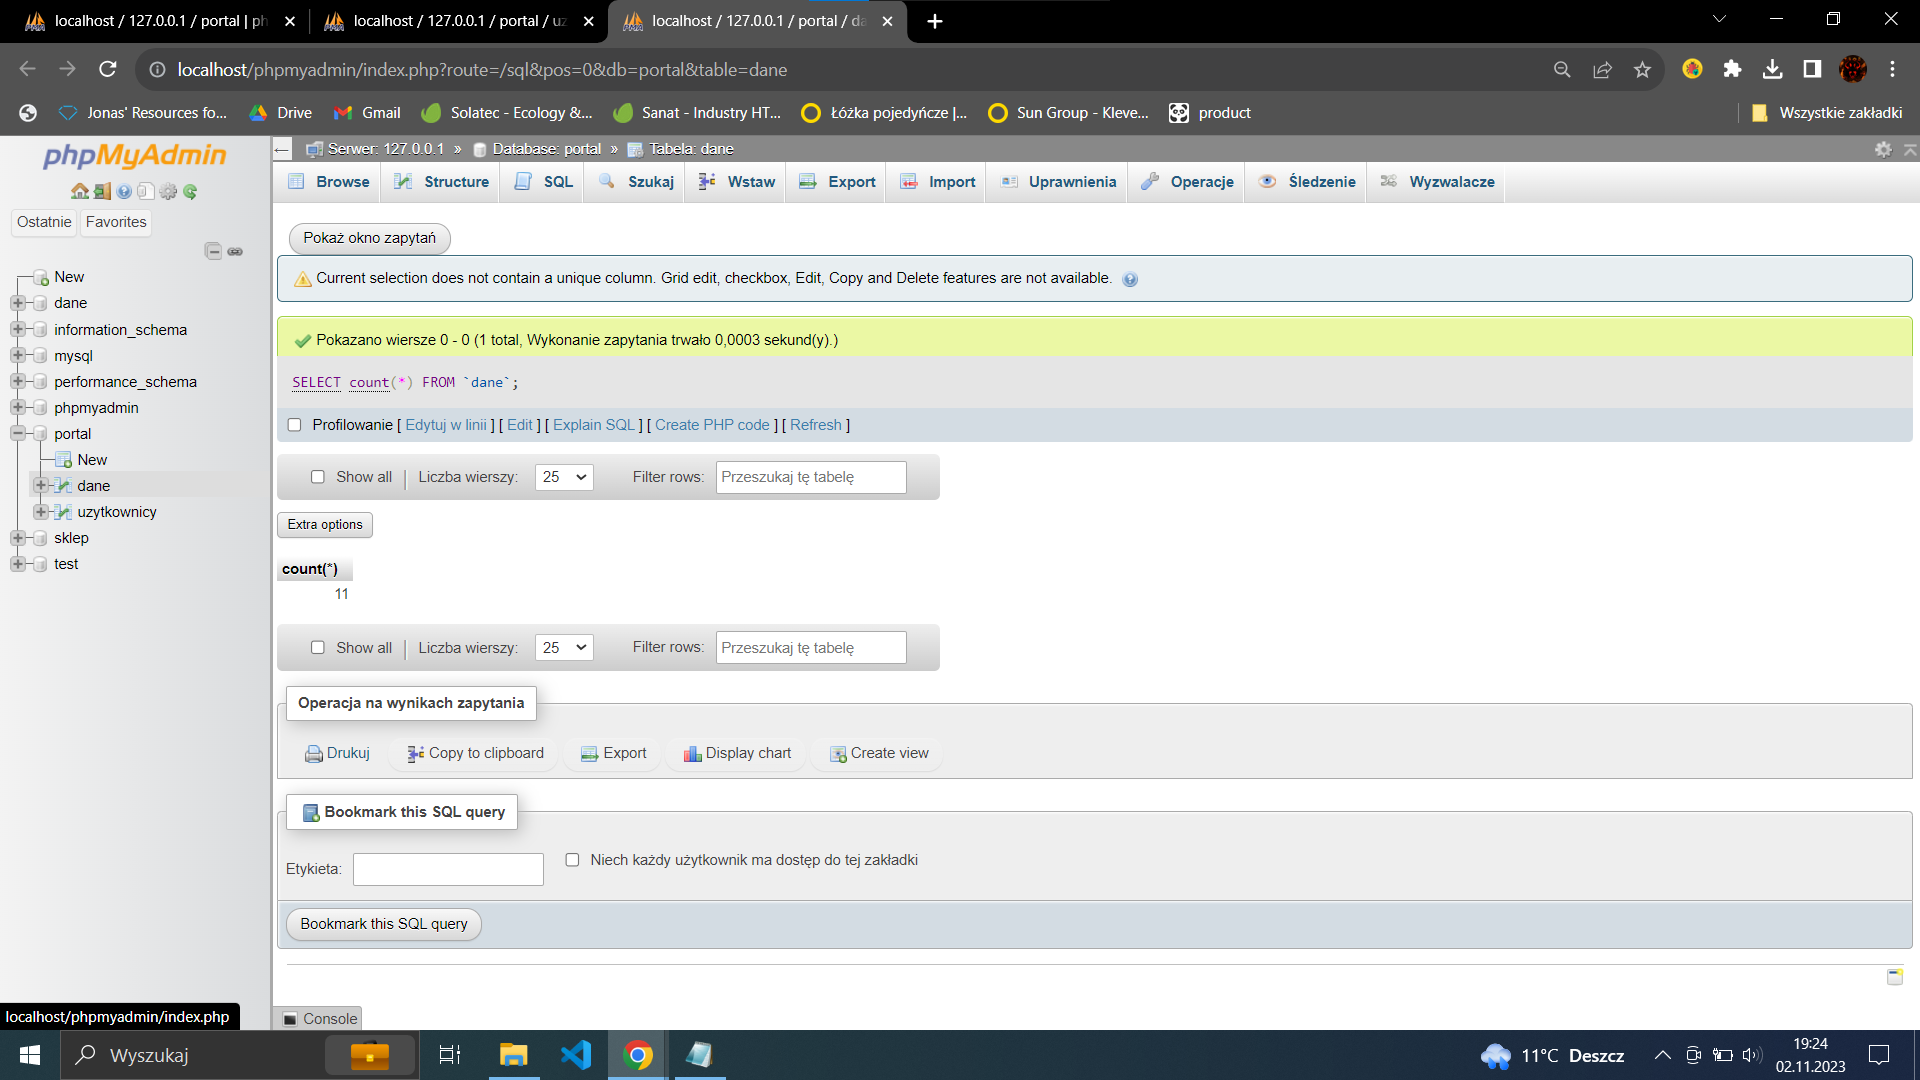 localhost / 127.0.0.1 / portal | ph
localhost / 127.0.0.1 / portal / uz
localhost / 127.0.0.1 / portal / da
localhost/phpmyadmin/index.php?route=/sql&pos=0&db=portal&table=dane
Jonas' Resources fo...
Drive
Gmail
Solatec - Ecology &...
Sanat - Industry HT...
Łóżka pojedyńcze |...
Sun Group - Kleve...
product
Wszystkie zakładki
phpMyAdmin
Ostatnie
Favorites
New
dane
information_schema
mysql
performance_schema
phpmyadmin
portal
New
dane
uzytkownicy
sklep
test
Serwer: 127.0.0.1 » Database: portal » Tabela: dane
Browse
Structure
SQL
Szukaj
Wstaw
Export
Import
Uprawnienia
Operacje
Śledzenie
Wyzwalacze
Pokaż okno zapytań
Current selection does not contain a unique column. Grid edit, checkbox, Edit, Copy and Delete features are not available.
Pokazano wiersze 0 - 0 (1 total, Wykonanie zapytania trwało 0,0003 sekund(y).)
SELECT count(*) FROM `dane`;
Profilowanie [ Edytuj w linii ] [ Edit ] [ Explain SQL ] [ Create PHP code ] [ Refresh ]
Show all | Liczba wierszy: 25 Filter rows: Przeszukaj tę tabelę
Extra options
count(*)
11
Show all | Liczba wierszy: 25 Filter rows: Przeszukaj tę tabelę
Operacja na wynikach zapytania
Drukuj
Copy to clipboard
Export
Display chart
Create view
Bookmark this SQL query
Etykieta:
Niech każdy użytkownik ma dostęp do tej zakładki
Bookmark this SQL query
Console
localhost/phpmyadmin/index.php
Wyszukaj
11°C Deszcz
19:24
02.11.2023